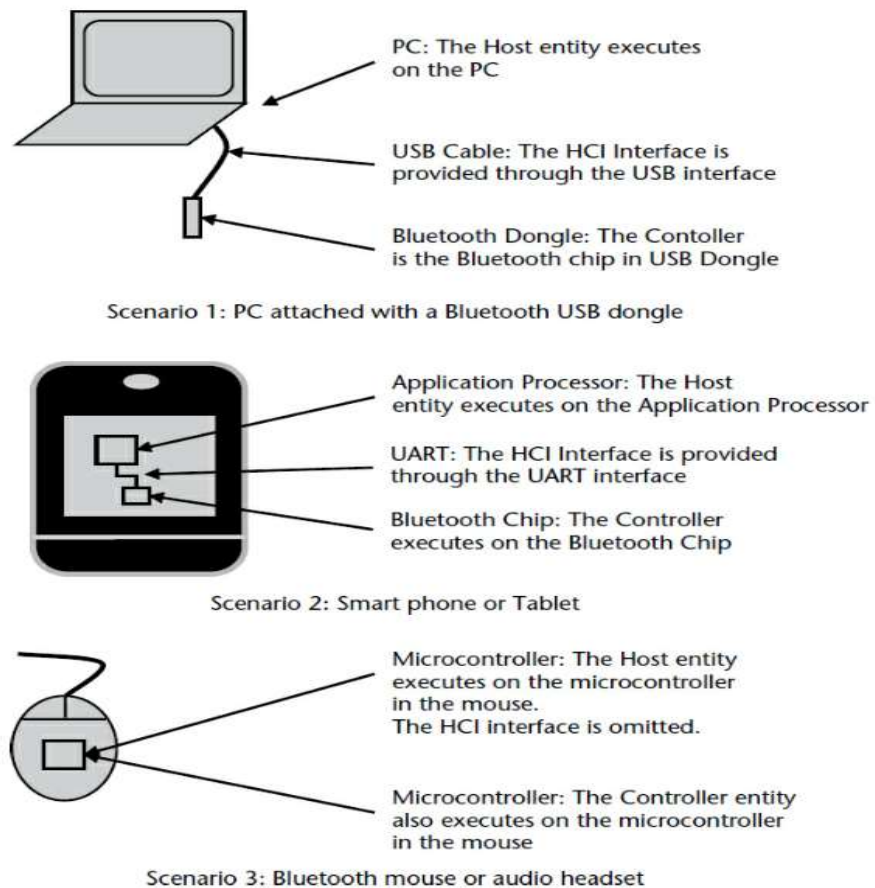 PC: The Host entity executes
on the PC
USB Cable: The HCI Interface is
provided through the USB interface
Bluetooth Dongle: The Contoller
is the Bluetooth chip in USB Dongle
Scenario 1: PC attached with a Bluetooth USB dongle
Application Processor: The Host
entity executes on the Application Processor
UART: The HCI Interface is provided
through the UART interface
Bluetooth Chip: The Controller
executes on the Bluetooth Chip
Scenario 2: Smart phone or Tablet
Microcontroller: The Host entity
executes on the microcontroller
in the mouse.
The HCI interface is omitted.
Microcontroller: The Controller entity
also executes on the microcontroller
in the mouse
Scenario 3: Bluetooth mouse or audio headset